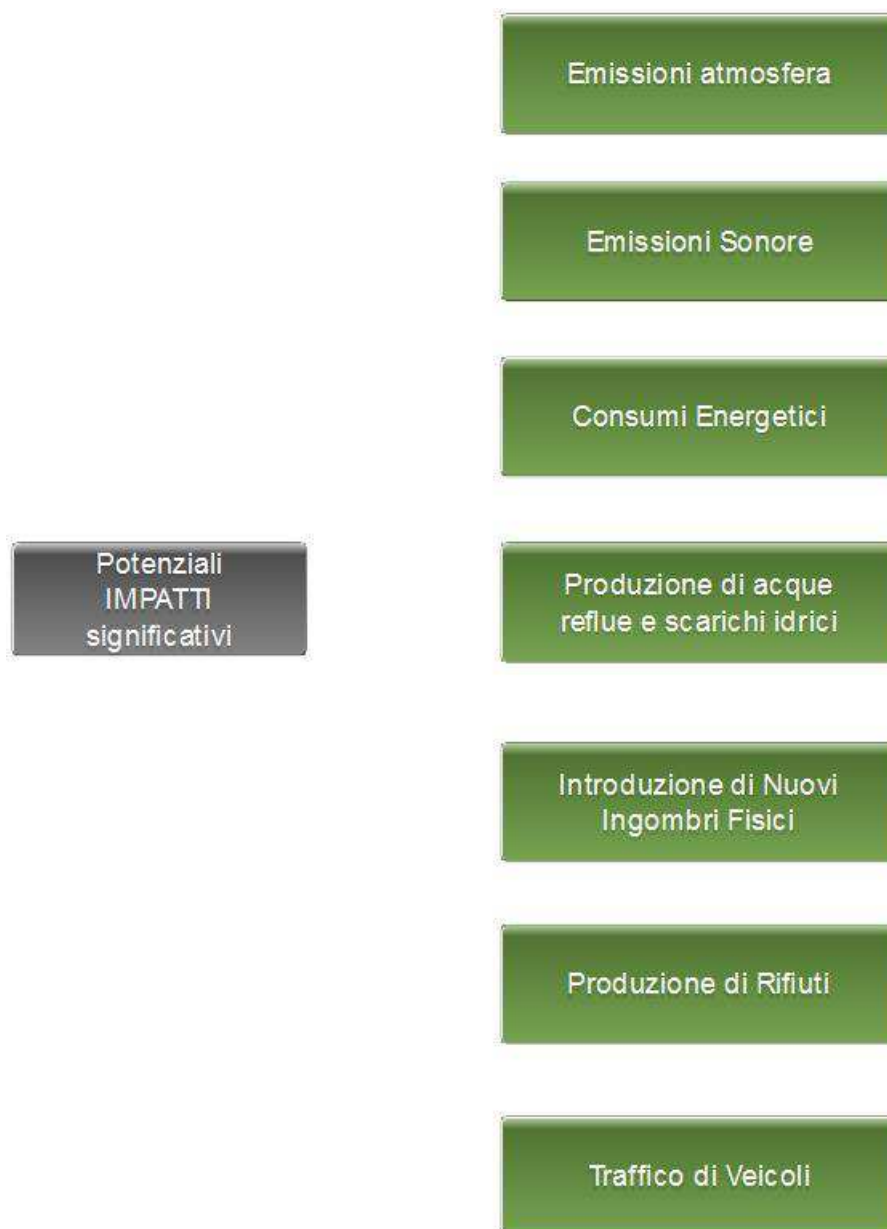 Emissioni atmosfera
Emissioni Sonore
Consumi Energetici
Potenziali
IMPATTI
significativi
Produzione di acque
reflue e scarichi idrici
Introduzione di Nuovi
Ingombri Fisici
Produzione di Rifiuti
Traffico di Veicoli